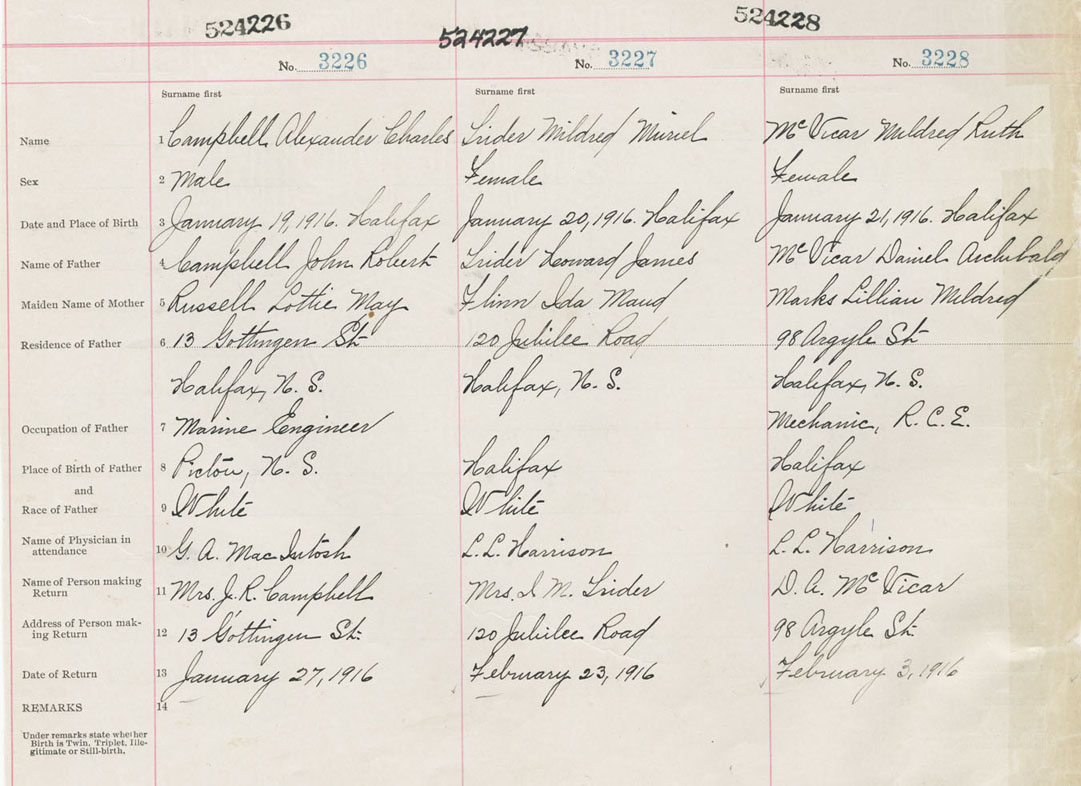 524226 524227 524228
No. 3226 No. 3227 No. 3228
Surname first Surname first Surname first
Name 1 Campbell Alexander Charles Mildred Muriel McVicar Mildred Ruth
Sex 2 Male Female Female
Date and Place of Birth 3 January 19, 1916. Halifax January 20, 1916. Halifax January 21, 1916. Halifax
Name of Father 4 Campbell John Robert Howard James McVicar Daniel Archibald
Maiden Name of Mother 5 Russell Lottie May Flinn Ida Maud Marks Lillian Mildred
Residence of Father 6 13 Gottingen St. 120 Jubilee Road 98 Argyle St.
Halifax, N. S. Halifax, N. S. Halifax, N. S.
Occupation of Father 7 Marine Engineer Mechanic, R. C. E.
Place of Birth of Father 8 Pictou, N. S. Halifax Halifax
and
Race of Father 9 White White White
Name of Physician in
attendance 10 G. A. MacIntosh L. L. Harrison L. L. Harrison
Name of Person making
Return 11 Mrs. J. R. Campbell Mrs. I M. D. A. McVicar
Address of Person mak-
ing Return 12 13 Gottingen St. 120 Jubilee Road 98 Argyle St.
Date of Return 13 January 27, 1916 February 23, 1916 February 3, 1916
REMARKS 14
Under remarks state whether
Birth is Twin, Triplet, Ille-
gitimate or Still-birth.